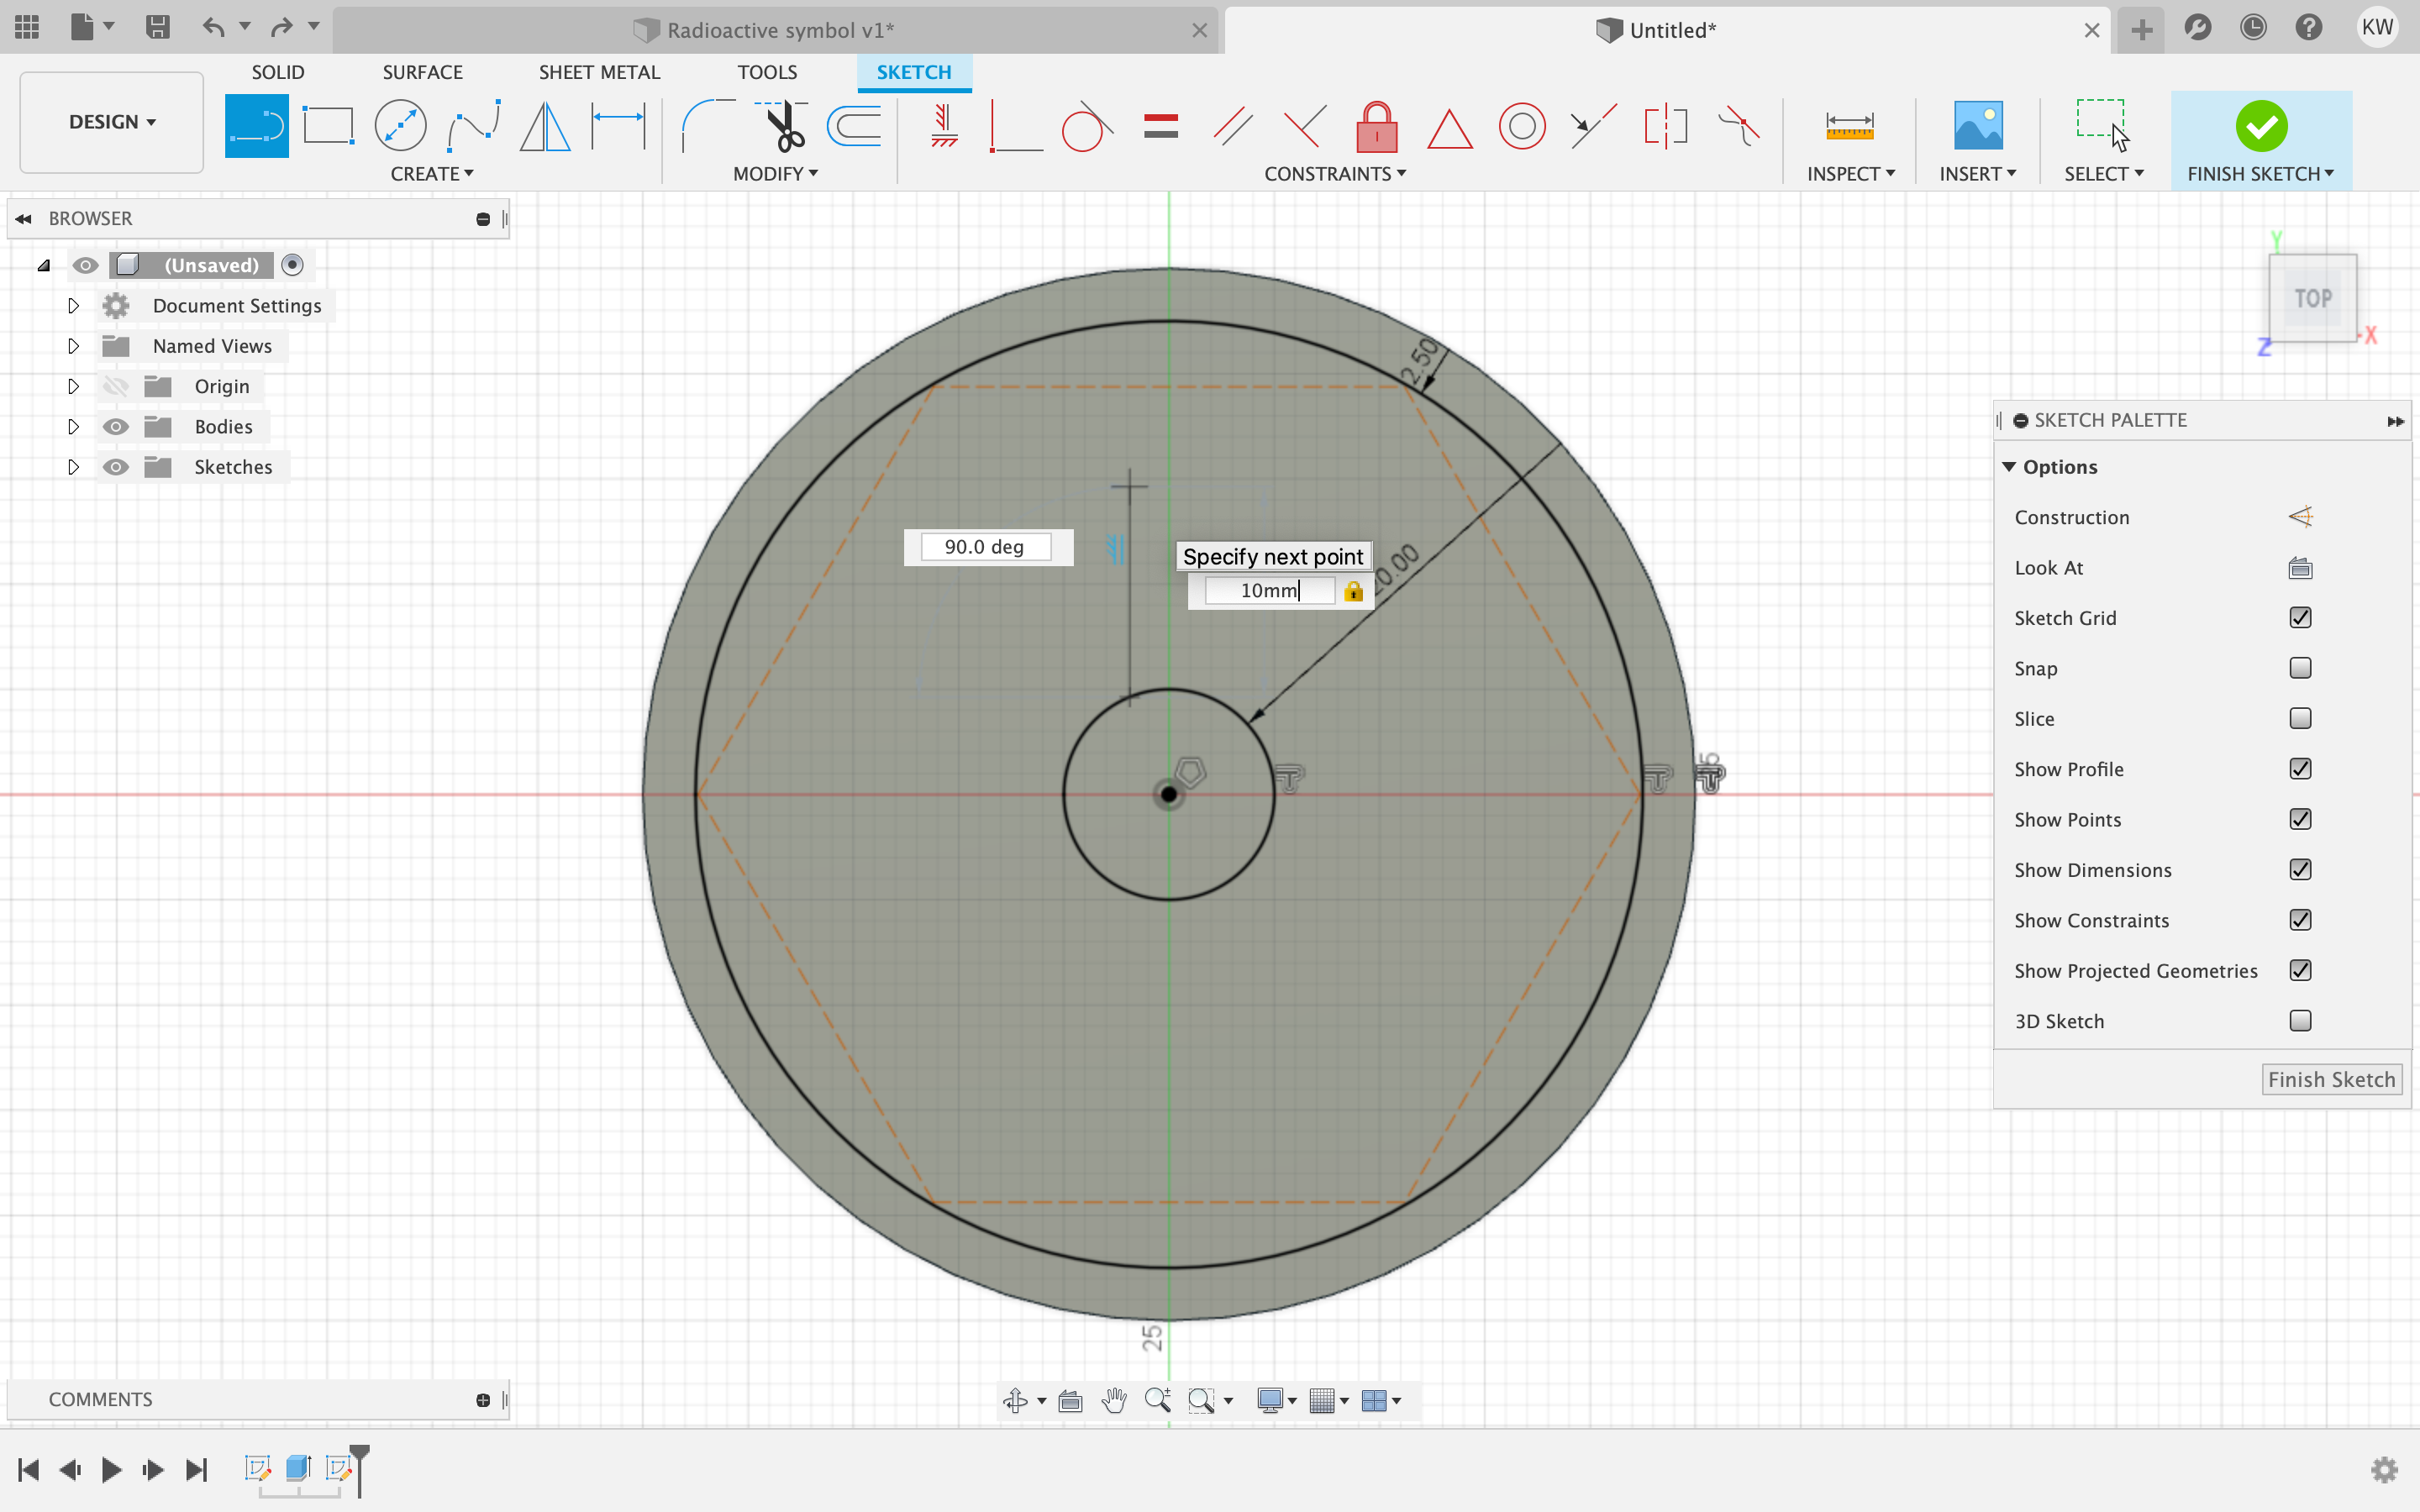 Radioactive symbol v1*
Untitled*
KW
SOLID
SURFACE
SHEET METAL
TOOLS
SKETCH
DESIGN
CREATE
MODIFY
CONSTRAINTS
INSPECT
INSERT
SELECT
FINISH SKETCH
BROWSER
(Unsaved)
Document Settings
Named Views
Origin
Bodies
Sketches
Y
TOP
X
Z
2.50
90.0 deg
Specify next point
10mm
SKETCH PALETTE
Options
Construction
Look At
Sketch Grid
Snap
Slice
Show Profile
Show Points
Show Dimensions
Show Constraints
Show Projected Geometries
3D Sketch
Finish Sketch
25
COMMENTS